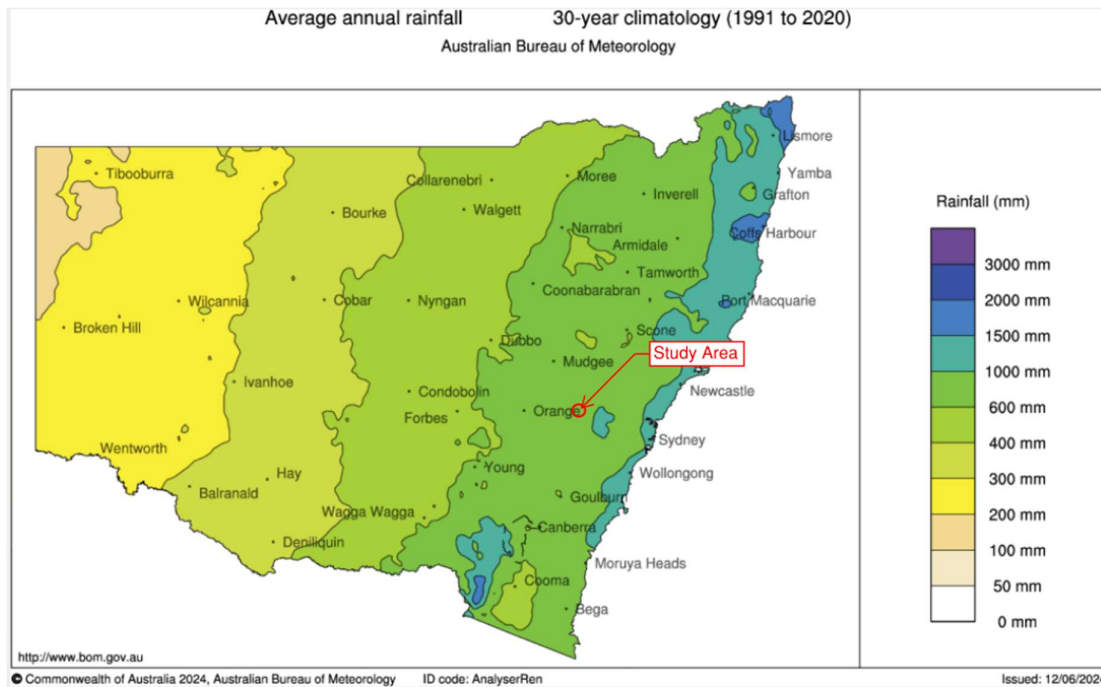 Average annual rainfall 30-year climatology (1991 to 2020)
Australian Bureau of Meteorology
Lismore
Tibooburra
Collarenebri
Moree
Yamba
Inverell
Grafton
Bourke
Walgett
Narrabri
Coffs Harbour
Armidale
Tamworth
Coonabarabran
Wilcannia
Cobar
Nyngan
Port Macquarie
Broken Hill
Scone
Dubbo
Study Area
Mudgee
Ivanhoe
Condobolin
Newcastle
Forbes
Orange
Sydney
Wentworth
Young
Wollongong
Hay
Balranald
Goulburn
Wagga Wagga
Canberra
Deniliquin
Moruya Heads
Cooma
Bega
Rainfall (mm)
3000 mm
2000 mm
1500 mm
1000 mm
600 mm
400 mm
300 mm
200 mm
100 mm
50 mm
0 mm
http://www.bom.gov.au
© Commonwealth of Australia 2024, Australian Bureau of Meteorology ID code: AnalyserRen Issued: 12/06/2024